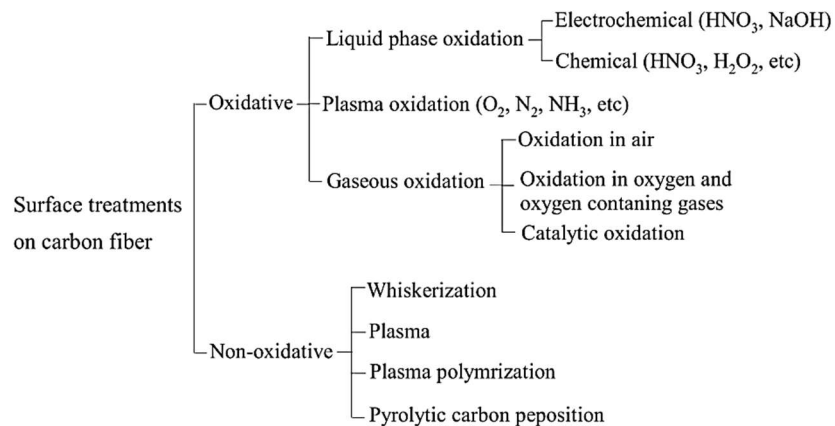 Surface treatments
on carbon fiber
Oxidative
Liquid phase oxidation
Electrochemical (HNO₃, NaOH)
Chemical (HNO₃, H₂O₂, etc)
Plasma oxidation (O₂, N₂, NH₃, etc)
Gaseous oxidation
Oxidation in air
Oxidation in oxygen and
oxygen contaning gases
Catalytic oxidation
Non-oxidative
Whiskerization
Plasma
Plasma polymrization
Pyrolytic carbon peposition